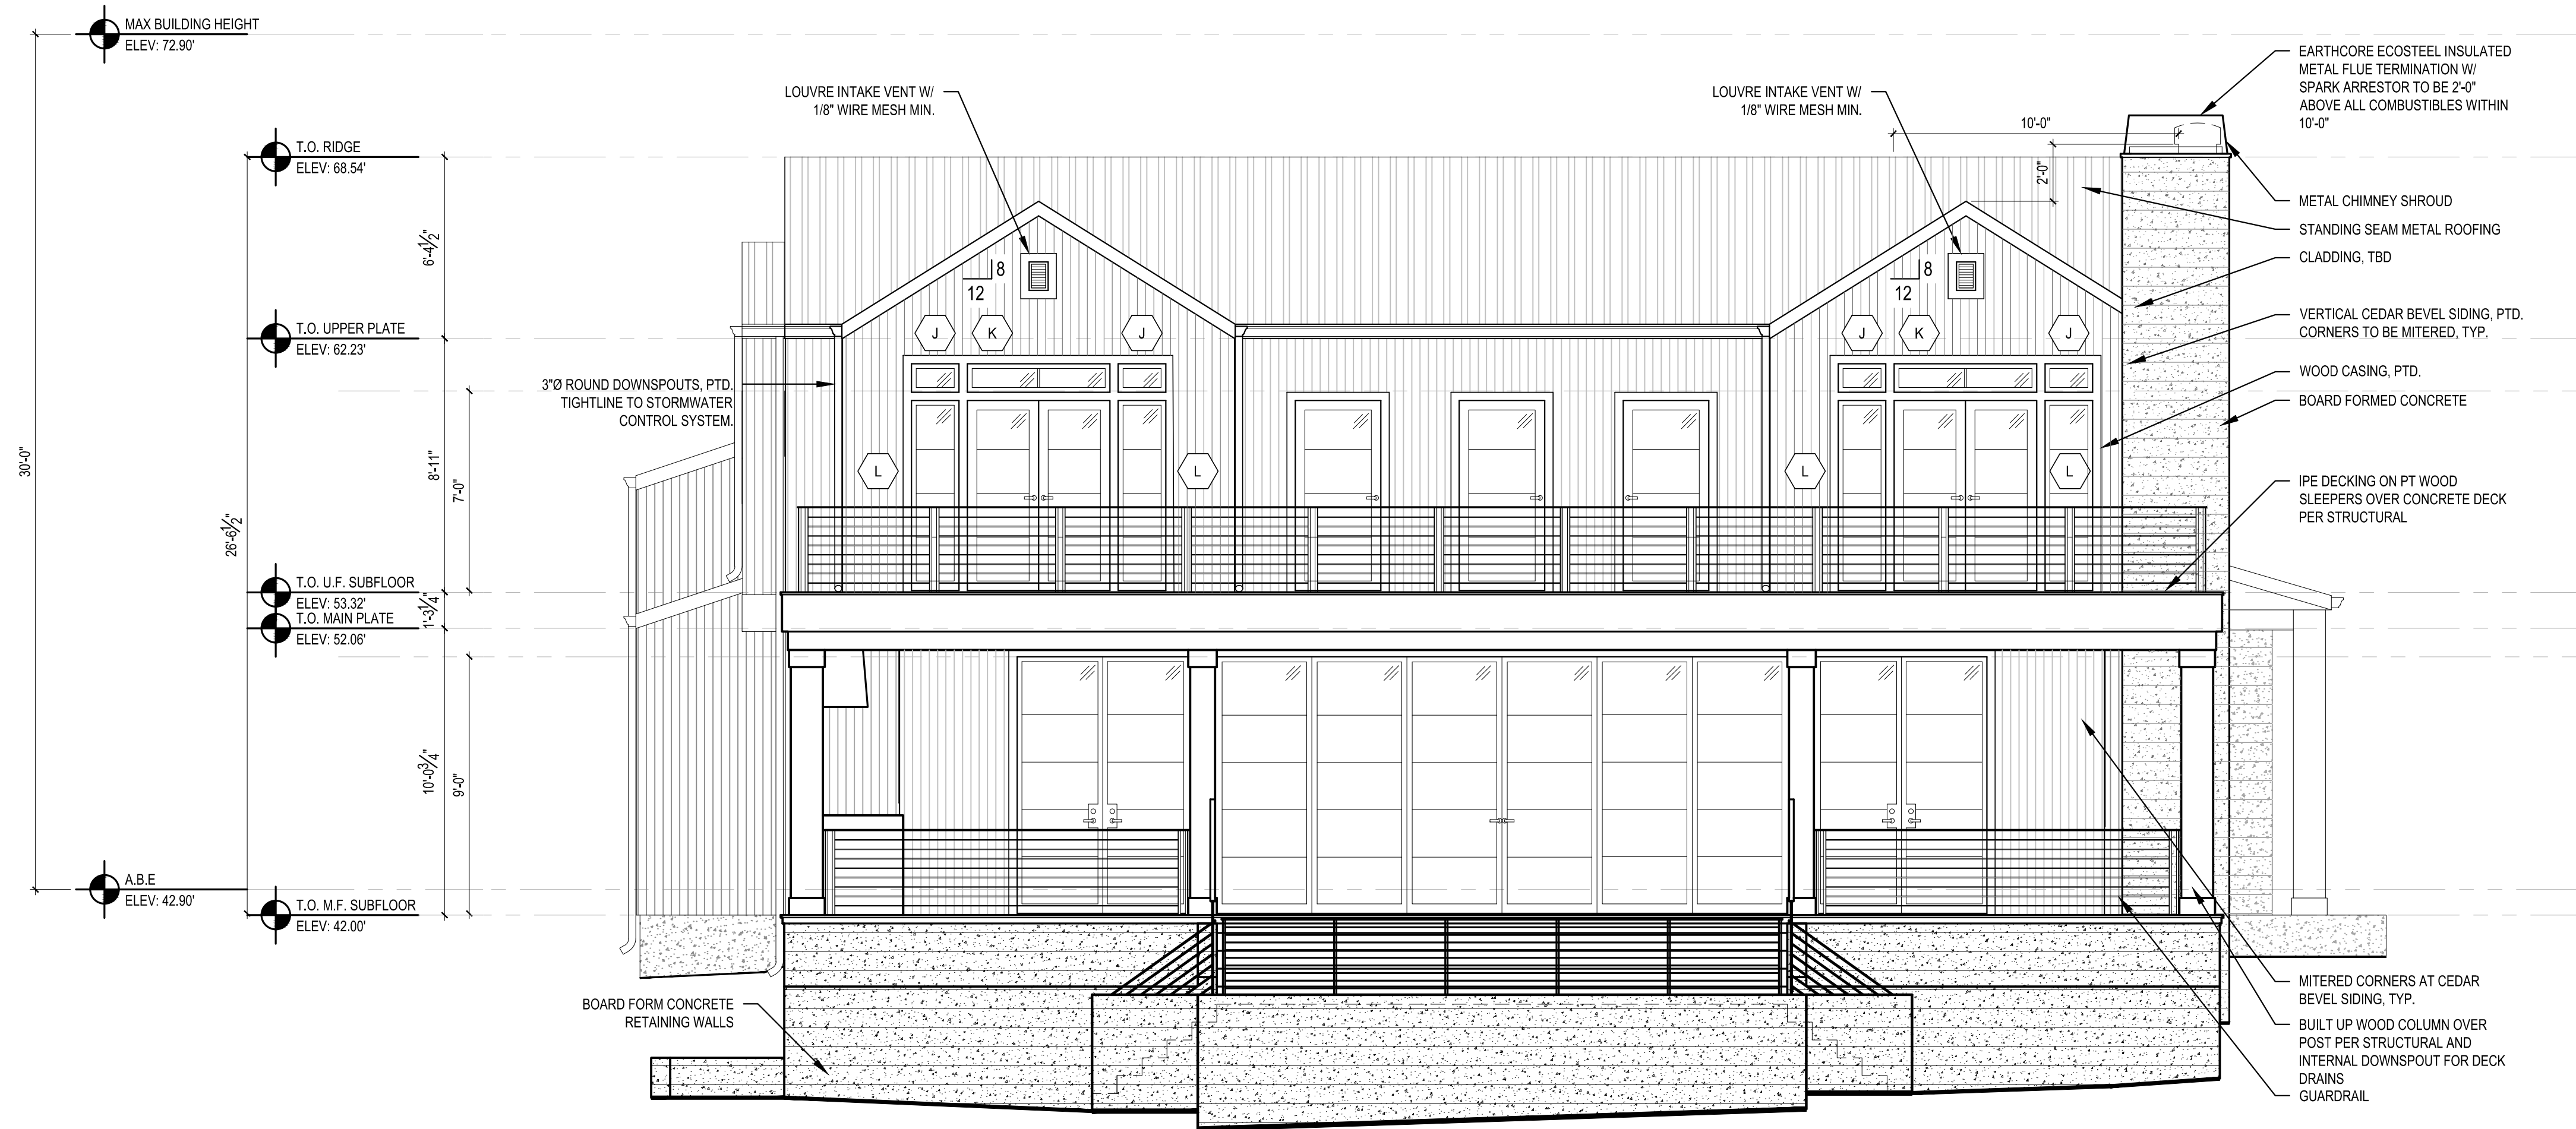 MAX BUILDING HEIGHT
ELEV: 72.90'
T.O. RIDGE
ELEV: 68.54'
T.O. UPPER PLATE
ELEV: 62.23'
T.O. U.F. SUBFLOOR
ELEV: 53.32'
T.O. MAIN PLATE
ELEV: 52.06'
A.B.E
ELEV: 42.90'
T.O. M.F. SUBFLOOR
ELEV: 42.00'
30'-0"
26'-6 1/2"
6'-4 1/2"
8'-11"
7'-0"
1'-3 1/4"
10'-0 3/4"
9'-0"
LOUVRE INTAKE VENT W/
1/8" WIRE MESH MIN.
3"Ø ROUND DOWNSPOUTS, PTD.
TIGHTLINE TO STORMWATER
CONTROL SYSTEM.
BOARD FORM CONCRETE
RETAINING WALLS
8
12
J
K
J
L
L
LOUVRE INTAKE VENT W/
1/8" WIRE MESH MIN.
10'-0"
2'-0"
8
12
J
K
J
L
L
EARTHCORE ECOSTEEL INSULATED
METAL FLUE TERMINATION W/
SPARK ARRESTOR TO BE 2'-0"
ABOVE ALL COMBUSTIBLES WITHIN
10'-0"
METAL CHIMNEY SHROUD
STANDING SEAM METAL ROOFING
CLADDING, TBD
VERTICAL CEDAR BEVEL SIDING, PTD.
CORNERS TO BE MITERED, TYP.
WOOD CASING, PTD.
BOARD FORMED CONCRETE
IPE DECKING ON PT WOOD
SLEEPERS OVER CONCRETE DECK
PER STRUCTURAL
MITERED CORNERS AT CEDAR
BEVEL SIDING, TYP.
BUILT UP WOOD COLUMN OVER
POST PER STRUCTURAL AND
INTERNAL DOWNSPOUT FOR DECK
DRAINS
GUARDRAIL